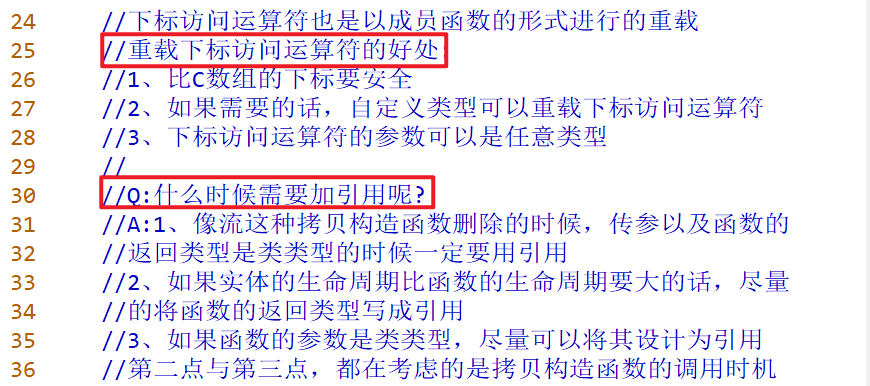 24 //下标访问运算符也是以成员函数的形式进行的重载
25 //重载下标访问运算符的好处:
26 //1、比C数组的下标要安全
27 //2、如果需要的话，自定义类型可以重载下标访问运算符
28 //3、下标访问运算符的参数可以是任意类型
29 //
30 //Q:什么时候需要加引用呢?
31 //A:1、像流这种拷贝构造函数删除的时候，传参以及函数的
32 //返回类型是类类型的时候一定要用引用
33 //2、如果实体的生命周期比函数的生命周期要大的话，尽量
34 //的将函数的返回类型写成引用
35 //3、如果函数的参数是类类型，尽量可以将其设计为引用
36 //第二点与第三点，都在考虑的是拷贝构造函数的调用时机